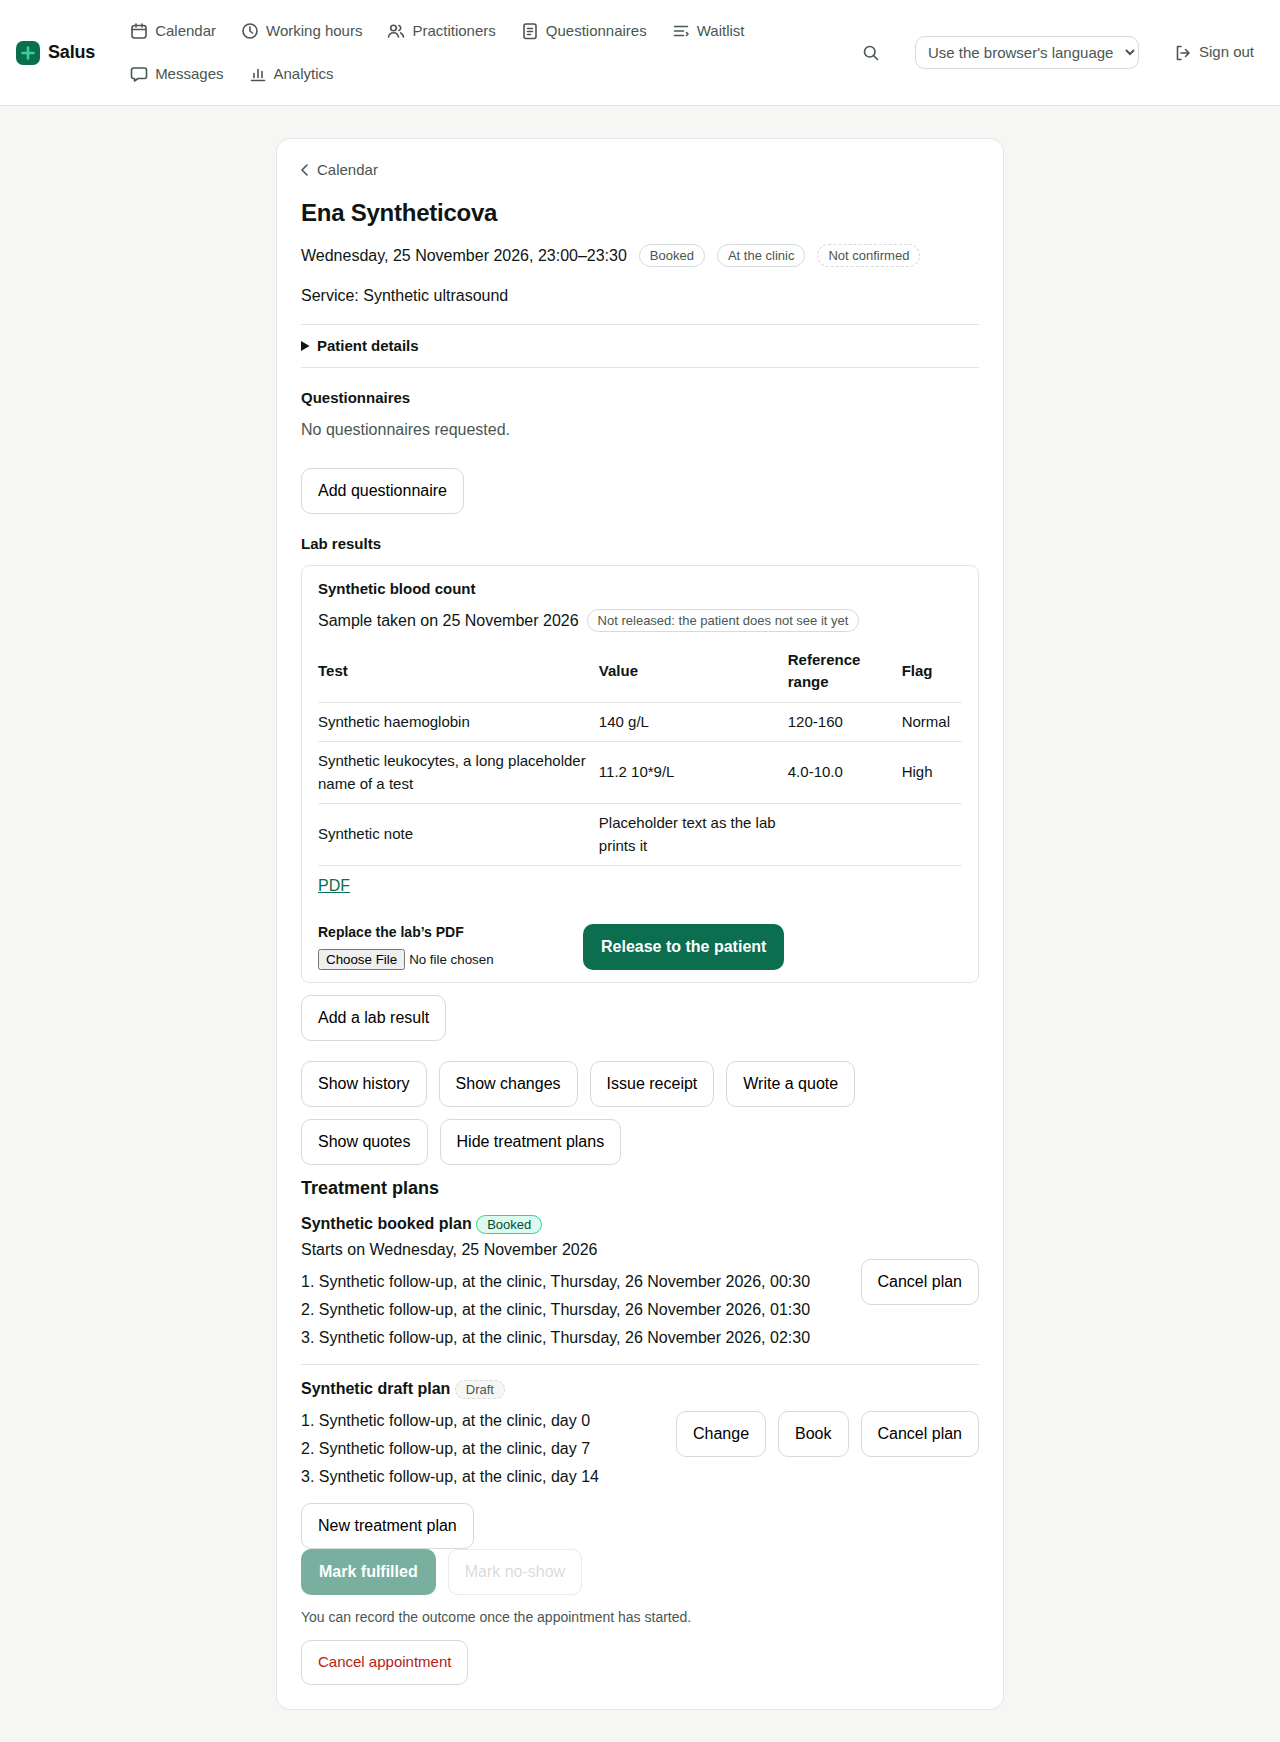 Salus
Calendar
Working hours
Practitioners
Questionnaires
Waitlist
Messages
Analytics
Use the browser's language
Sign out
Calendar
Ena Syntheticova
Wednesday, 25 November 2026, 23:00–23:30
Booked
At the clinic
Not confirmed
Service: Synthetic ultrasound
Patient details
Questionnaires
No questionnaires requested.
Add questionnaire
Lab results
Synthetic blood count
Sample taken on 25 November 2026
Not released: the patient does not see it yet
Test
Value
Reference
range
Flag
Synthetic haemoglobin
140 g/L
120-160
Normal
Synthetic leukocytes, a long placeholder
name of a test
11.2 10*9/L
4.0-10.0
High
Synthetic note
Placeholder text as the lab
prints it
PDF
Replace the lab’s PDF
Choose File
No file chosen
Release to the patient
Add a lab result
Show history
Show changes
Issue receipt
Write a quote
Show quotes
Hide treatment plans
Treatment plans
Synthetic booked plan
Booked
Starts on Wednesday, 25 November 2026
1. Synthetic follow-up, at the clinic, Thursday, 26 November 2026, 00:30
2. Synthetic follow-up, at the clinic, Thursday, 26 November 2026, 01:30
3. Synthetic follow-up, at the clinic, Thursday, 26 November 2026, 02:30
Cancel plan
Synthetic draft plan
Draft
1. Synthetic follow-up, at the clinic, day 0
2. Synthetic follow-up, at the clinic, day 7
3. Synthetic follow-up, at the clinic, day 14
Change
Book
Cancel plan
New treatment plan
Mark fulfilled
Mark no-show
You can record the outcome once the appointment has started.
Cancel appointment